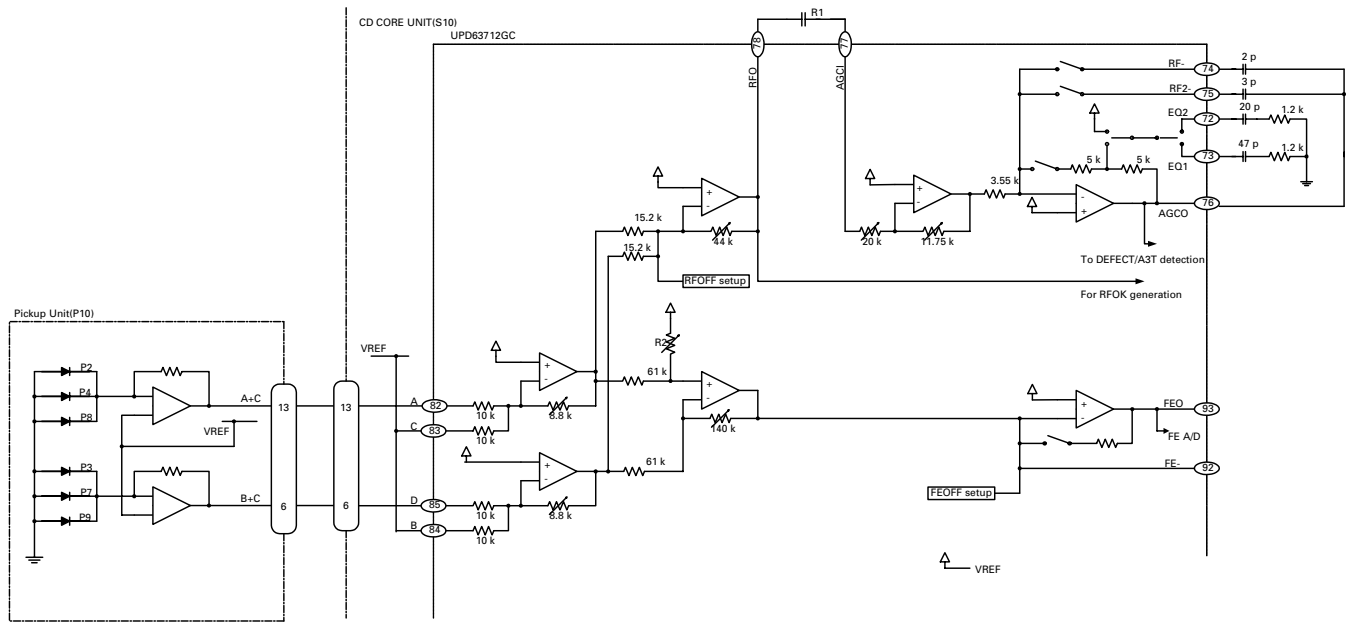 CD CORE UNIT(S10)
UPD63712GC
R1
78
77
RFO
AGCI
RF-
74
2 p
RF2-
75
3 p
EQ2
72
20 p
1.2 k
EQ1
73
47 p
1.2 k
5 k
5 k
3.55 k
AGCO
76
To DEFECT/A3T detection
15.2 k
15.2 k
44 k
20 k
11.75 k
RFOFF setup
For RFOK generation
Pickup Unit(P10)
P2
P4
P8
VREF
A+C
13
13
VREF
A
82
10 k
C
83
10 k
8.8 k
61 k
R2
140 k
FEO
93
FE A/D
FE-
92
FEOFF setup
P3
P7
P9
B+C
6
6
D
85
10 k
B
84
10 k
8.8 k
61 k
VREF